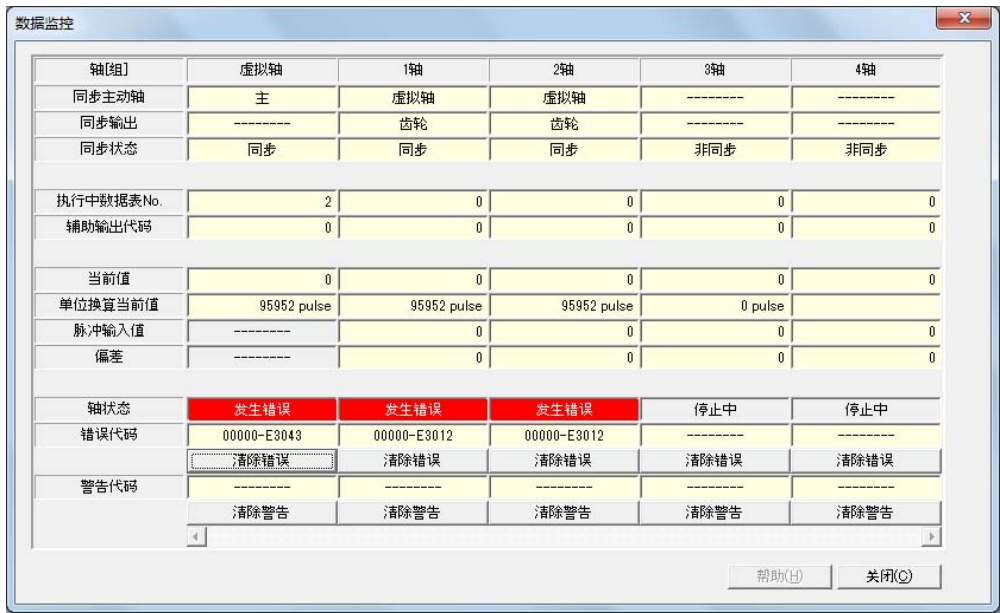 数据监控
轴[组] 虚拟轴 1轴 2轴 3轴 4轴
同步主动轴 主 虚拟轴 虚拟轴 -------- --------
同步输出 -------- 齿轮 齿轮 -------- --------
同步状态 同步 同步 同步 非同步 非同步
执行中数据表No. 2 0 0 0 0
辅助输出代码 0 0 0 0 0
当前值 0 0 0 0 0
单位换算当前值 95952 pulse 95952 pulse 95952 pulse 0 pulse
脉冲输入值 -------- 0 0 0 0
偏差 -------- 0 0 0 0
轴状态 发生错误 发生错误 发生错误 停止中 停止中
错误代码 00000-E3043 00000-E3012 00000-E3012 -------- --------
清除错误 清除错误 清除错误 清除错误 清除错误
警告代码 -------- -------- -------- -------- --------
清除警告 清除警告 清除警告 清除警告 清除警告
帮助(H) 关闭(C)